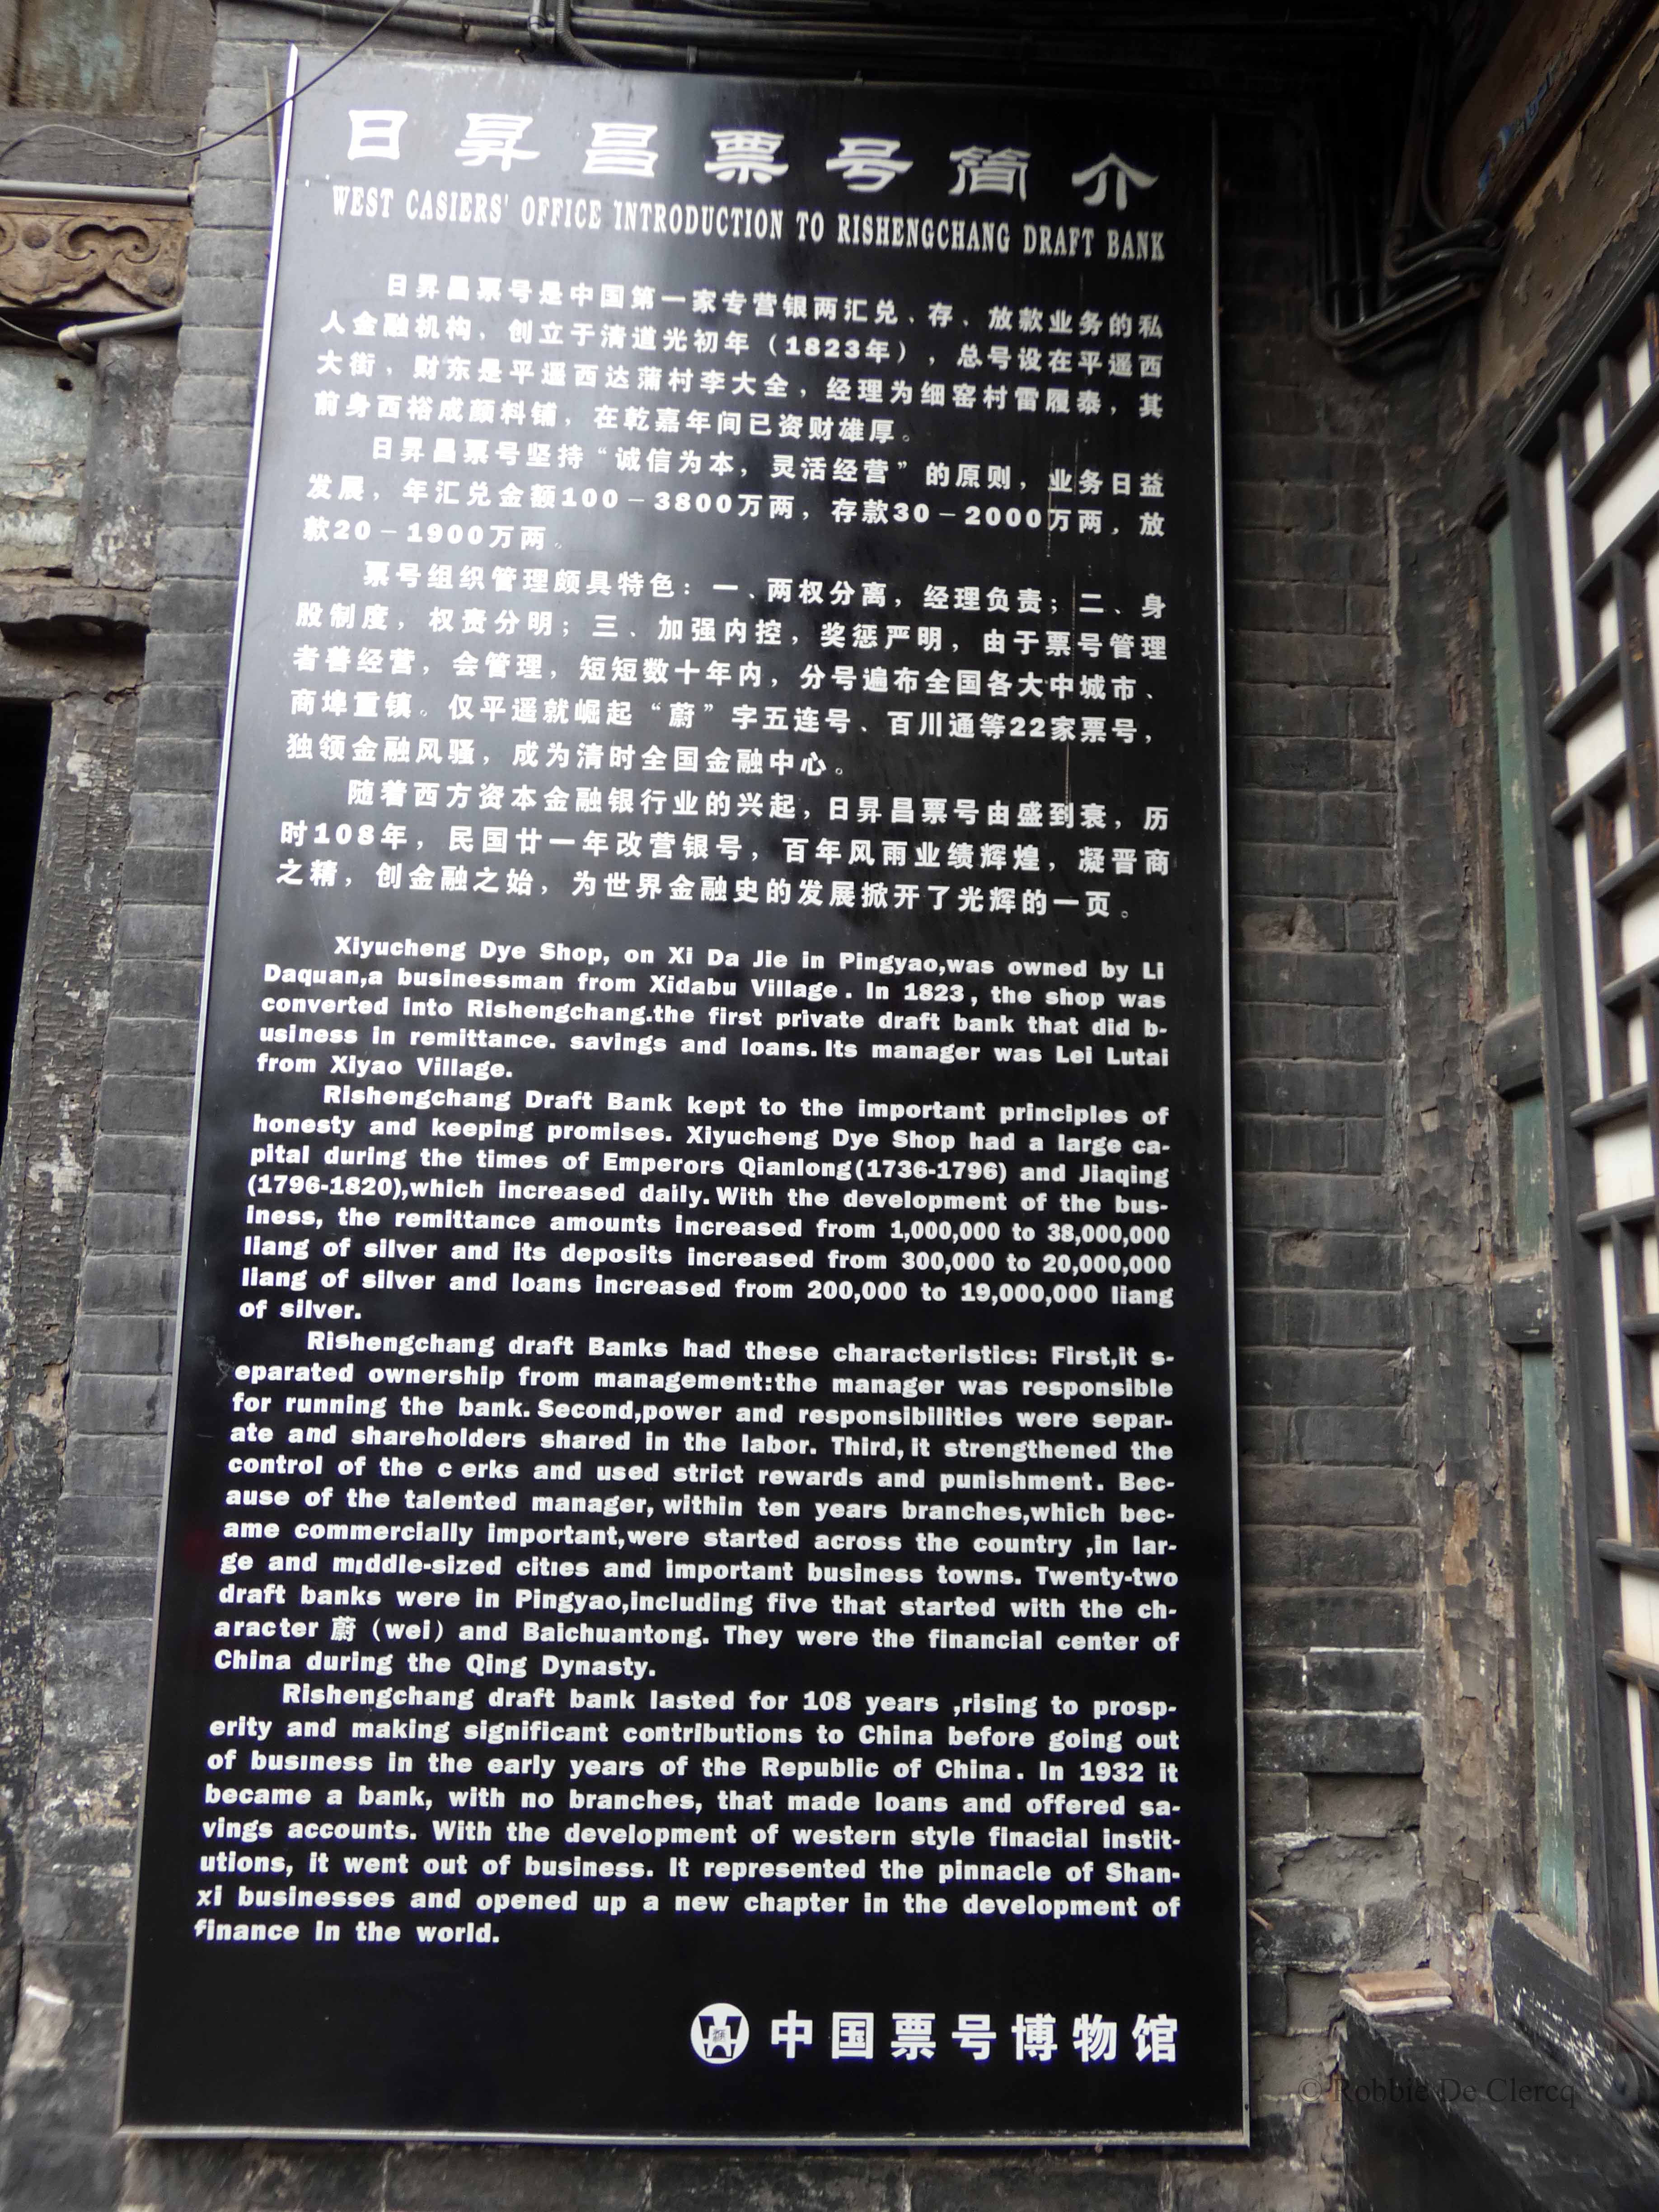 日昇昌票号简介
WEST CASIERS' OFFICE INTRODUCTION TO RISHENGCHANG DRAFT BANK
日昇昌票号是中国第一家专营银两汇兑、存、放款业务的私
人金融机构，创立于清道光初年（1823年），总号设在平遥西
大街，财东是平遥西达蒲村李大全，经理为细窑村雷履泰，其
前身西裕成颜料铺，在乾嘉年间已资财雄厚。
日昇昌票号坚持“诚信为本，灵活经营”的原则，业务日益
发展，年汇兑金额100－3800万两，存款30－2000万两，放
款20－1900万两。
票号组织管理颇具特色：一、两权分离，经理负责；二、身
股制度，权责分明；三、加强内控，奖惩严明，由于票号管理
者善经营，会管理，短短数十年内，分号遍布全国各大中城市、
商埠重镇。仅平遥就崛起“蔚”字五连号、百川通等22家票号，
独领金融风骚，成为清时全国金融中心。
随着西方资本金融银行业的兴起，日昇昌票号由盛到衰，历
时108年，民国廿一年改营银号，百年风雨业绩辉煌，凝晋商
之精，创金融之始，为世界金融史的发展掀开了光辉的一页。
Xiyucheng Dye Shop, on Xi Da Jie in Pingyao,was owned by Li
Daquan,a businessman from Xidabu Village. In 1823, the shop was
converted into Rishengchang.the first private draft bank that did b-
usiness in remittance. savings and loans. Its manager was Lei Lutai
from Xiyao Village.
Rishengchang Draft Bank kept to the important principles of
honesty and keeping promises. Xiyucheng Dye Shop had a large ca-
pital during the times of Emperors Qianlong(1736-1796) and Jiaqing
(1796-1820),which increased daily. With the development of the bus-
iness, the remittance amounts increased from 1,000,000 to 38,000,000
liang of silver and its deposits increased from 300,000 to 20,000,000
liang of silver and loans increased from 200,000 to 19,000,000 liang
of silver.
Rishengchang draft Banks had these characteristics: First,it s-
eparated ownership from management:the manager was responsible
for running the bank. Second,power and responsibilities were separ-
ate and shareholders shared in the labor. Third, it strengthened the
control of the c erks and used strict rewards and punishment. Bec-
ause of the talented manager, within ten years branches,which bec-
ame commercially important,were started across the country ,in lar-
ge and middle-sized cities and important business towns. Twenty-two
draft banks were in Pingyao,including five that started with the ch-
aracter 蔚（wei）and Baichuantong. They were the financial center of
China during the Qing Dynasty.
Rishengchang draft bank lasted for 108 years ,rising to prosp-
erity and making significant contributions to China before going out
of business in the early years of the Republic of China. In 1932 it
became a bank, with no branches, that made loans and offered sa-
vings accounts. With the development of western style finacial instit-
utions, it went out of business. It represented the pinnacle of Shan-
xi businesses and opened up a new chapter in the development of
finance in the world.
中国票号博物馆
© Robbie De Clercq